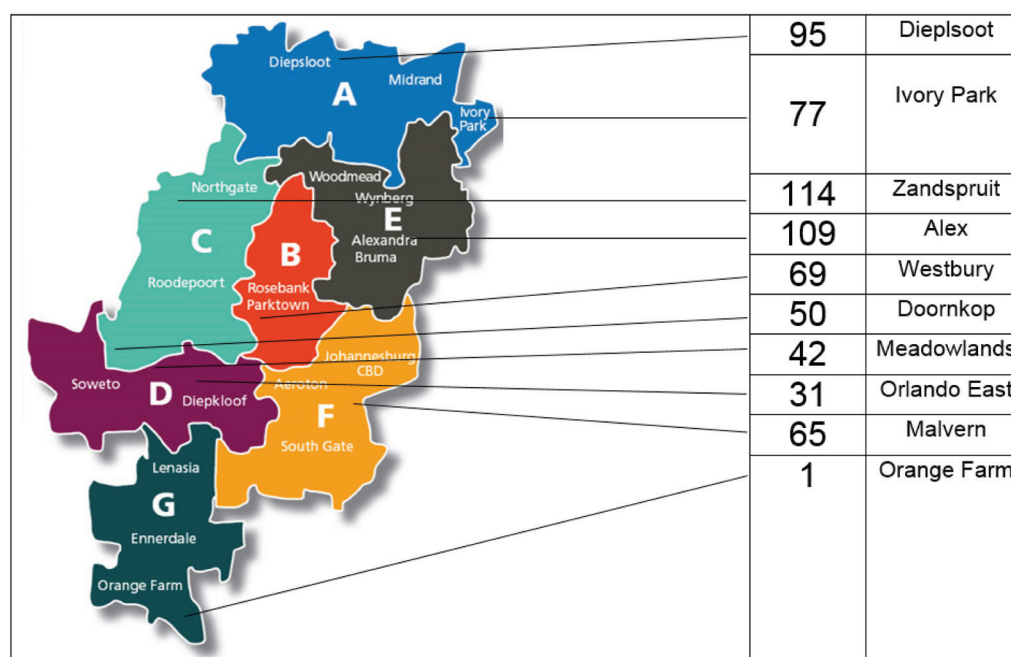 Diepsloot
Midrand
A
Ivory
Park
Woodmead
Northgate
Wynberg
E
C
B
Alexandra
Bruma
Roodepoort
Rosebank
Parktown
Johannesburg
CBD
Soweto
D
Aeroton
Diepkloof
F
South Gate
Lenasia
G
Ennerdale
Orange Farm
95 Dieplsoot
77 Ivory Park
114 Zandspruit
109 Alex
69 Westbury
50 Doornkop
42 Meadowlands
31 Orlando East
65 Malvern
1 Orange Farm